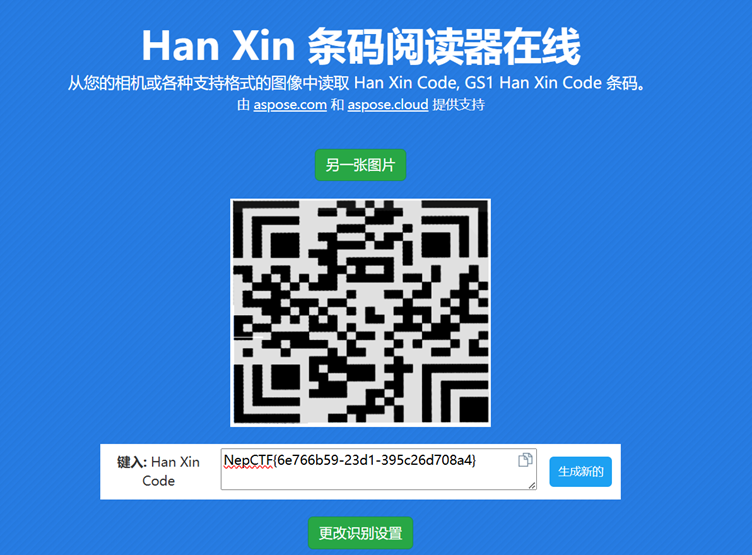 Han Xin 条码阅读器在线
从您的相机或各种支持格式的图像中读取 Han Xin Code, GS1 Han Xin Code 条码。
由 aspose.com 和 aspose.cloud 提供支持
另一张图片
键入: Han Xin Code
NepCTF{6e766b59-23d1-395c26d708a4}
生成新的
更改识别设置